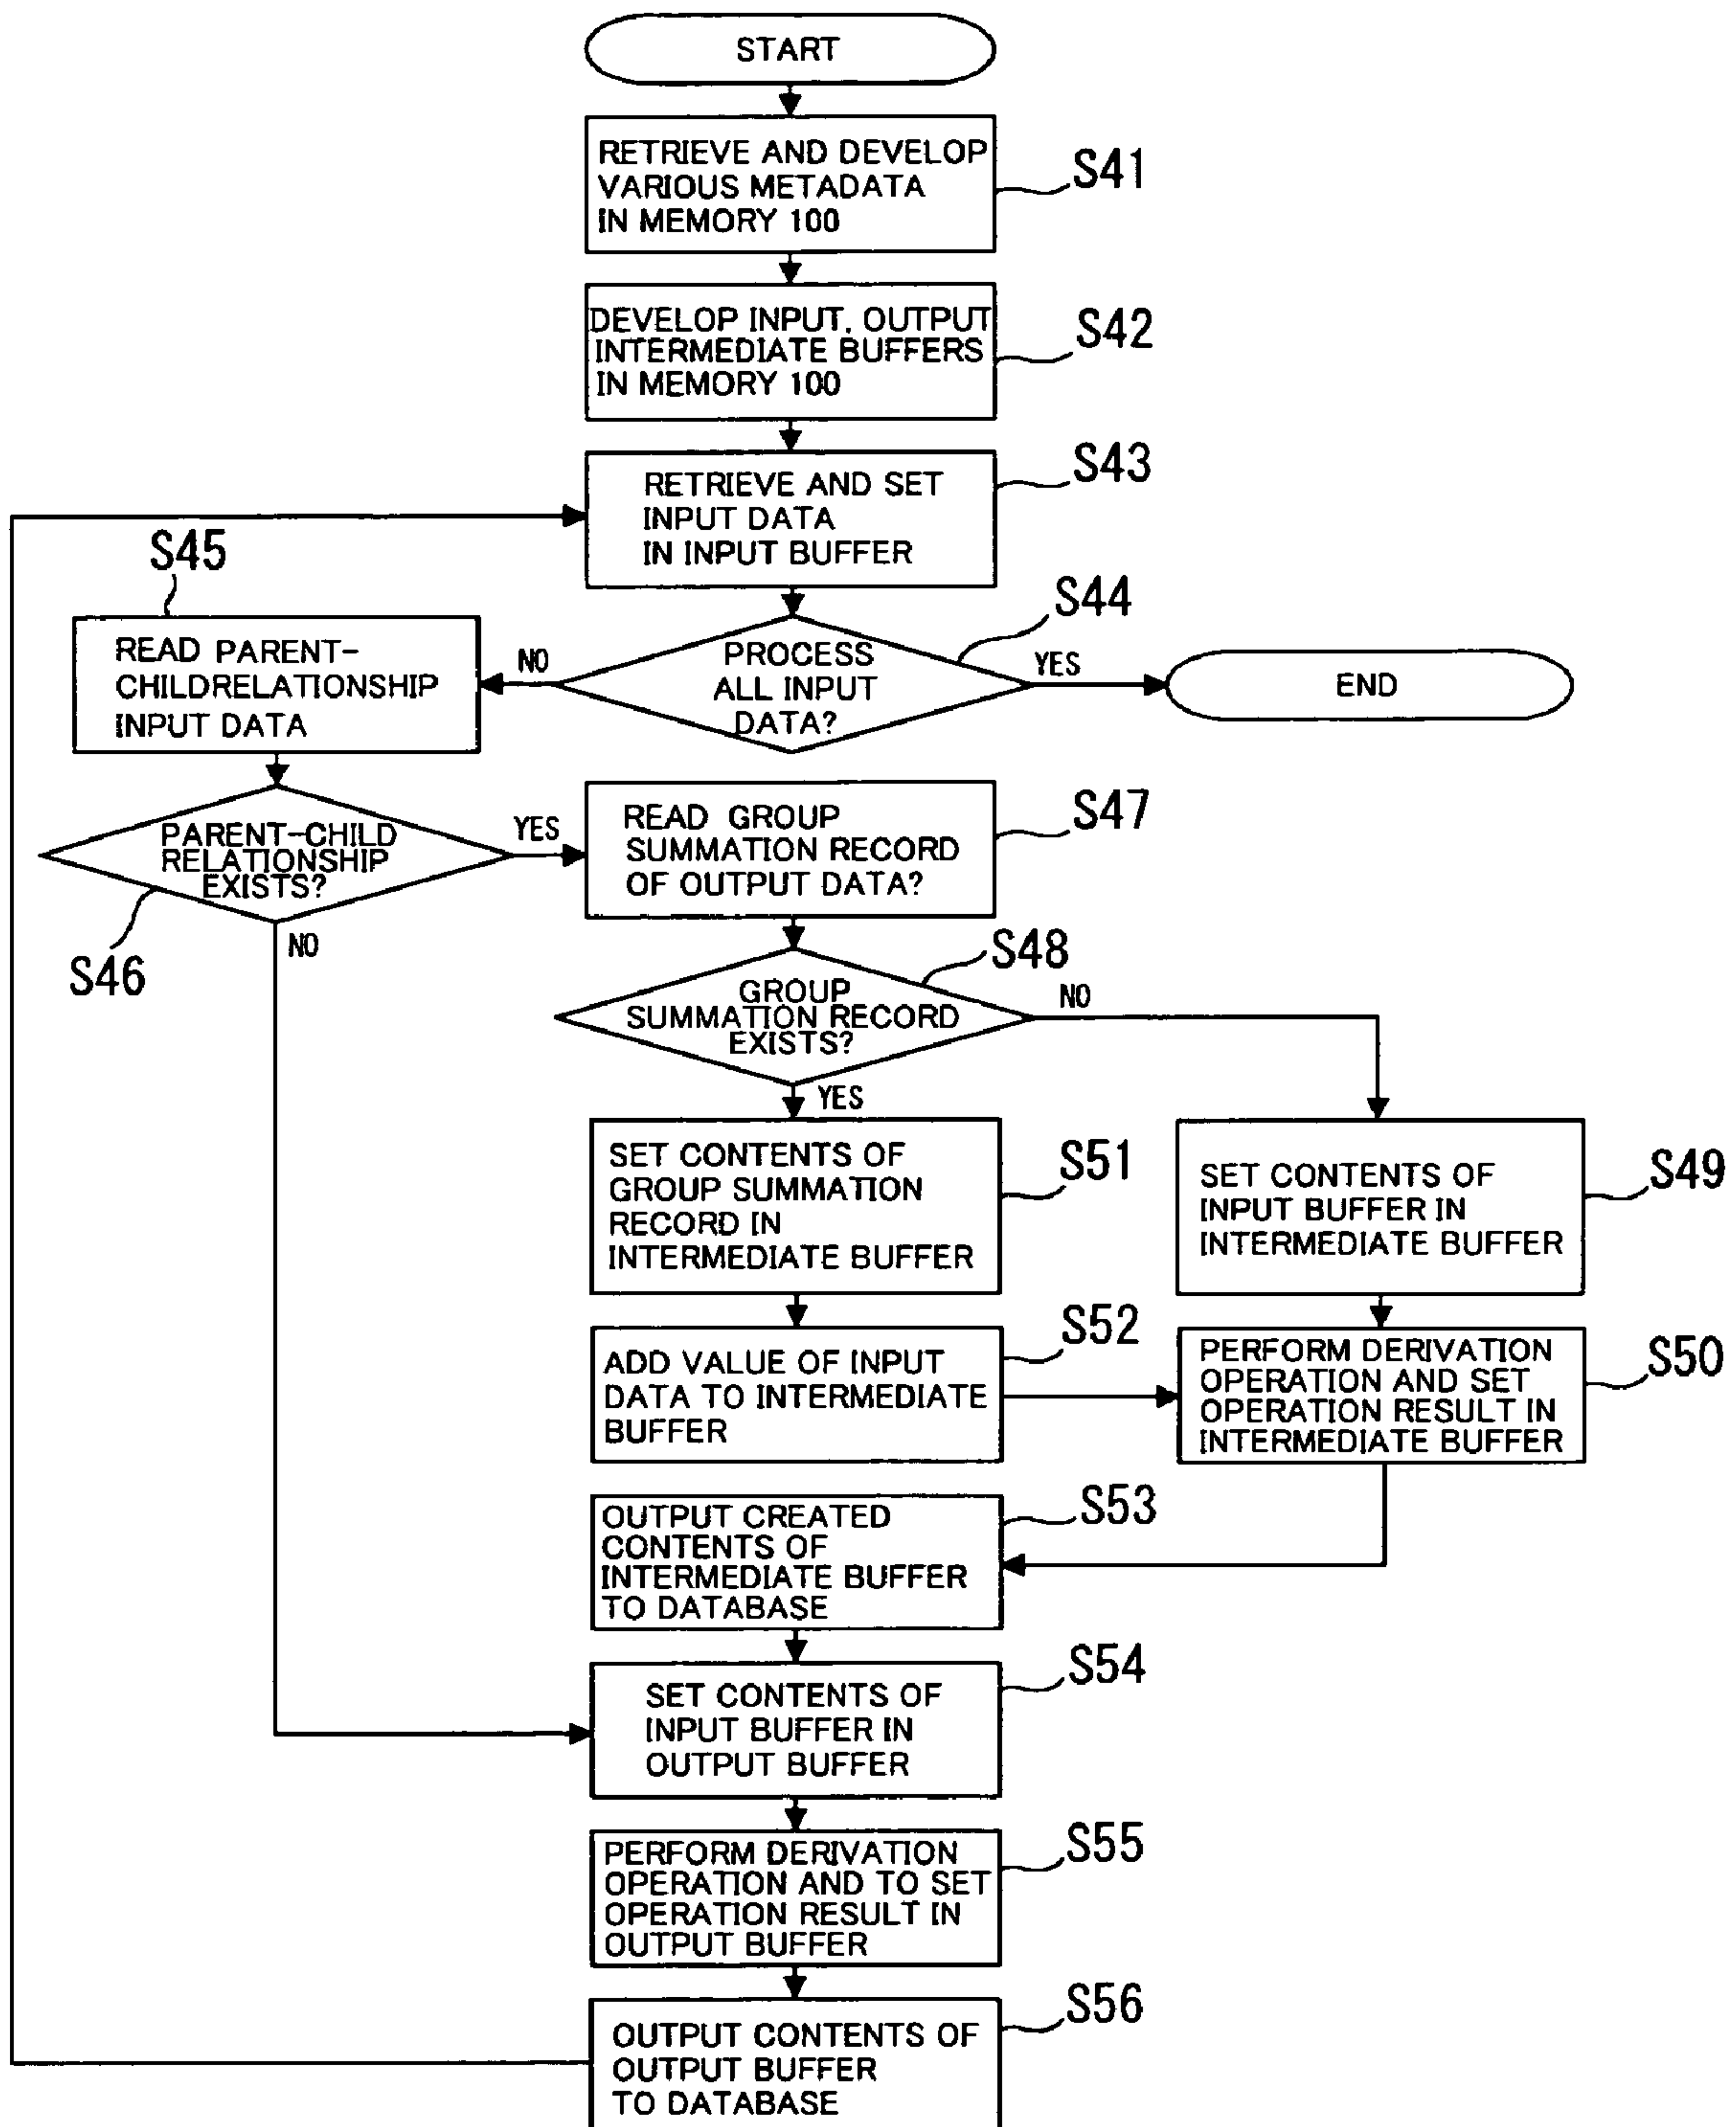 START
RETRIEVE AND DEVELOP
VARIOUS METADATA
IN MEMORY 100
S41
DEVELOP INPUT, OUTPUT
INTERMEDIATE BUFFERS
IN MEMORY 100
S42
RETRIEVE AND SET
INPUT DATA
IN INPUT BUFFER
S43
S45
READ PARENT-
CHILDRELATIONSHIP
INPUT DATA
NO
PROCESS
ALL INPUT
DATA?
S44
YES
END
PARENT-CHILD
RELATIONSHIP
EXISTS?
S46
YES
NO
READ GROUP
SUMMATION RECORD
OF OUTPUT DATA?
S47
GROUP
SUMMATION RECORD
EXISTS?
S48
NO
YES
SET CONTENTS OF
GROUP SUMMATION
RECORD IN
INTERMEDIATE BUFFER
S51
SET CONTENTS OF
INPUT BUFFER IN
INTERMEDIATE BUFFER
S49
ADD VALUE OF INPUT
DATA TO INTERMEDIATE
BUFFER
S52
PERFORM DERIVATION
OPERATION AND SET
OPERATION RESULT IN
INTERMEDIATE BUFFER
S50
OUTPUT CREATED
CONTENTS OF
INTERMEDIATE BUFFER
TO DATABASE
S53
SET CONTENTS OF
INPUT BUFFER IN
OUTPUT BUFFER
S54
PERFORM DERIVATION
OPERATION AND TO SET
OPERATION RESULT IN
OUTPUT BUFFER
S55
OUTPUT CONTENTS OF
OUTPUT BUFFER
TO DATABASE
S56